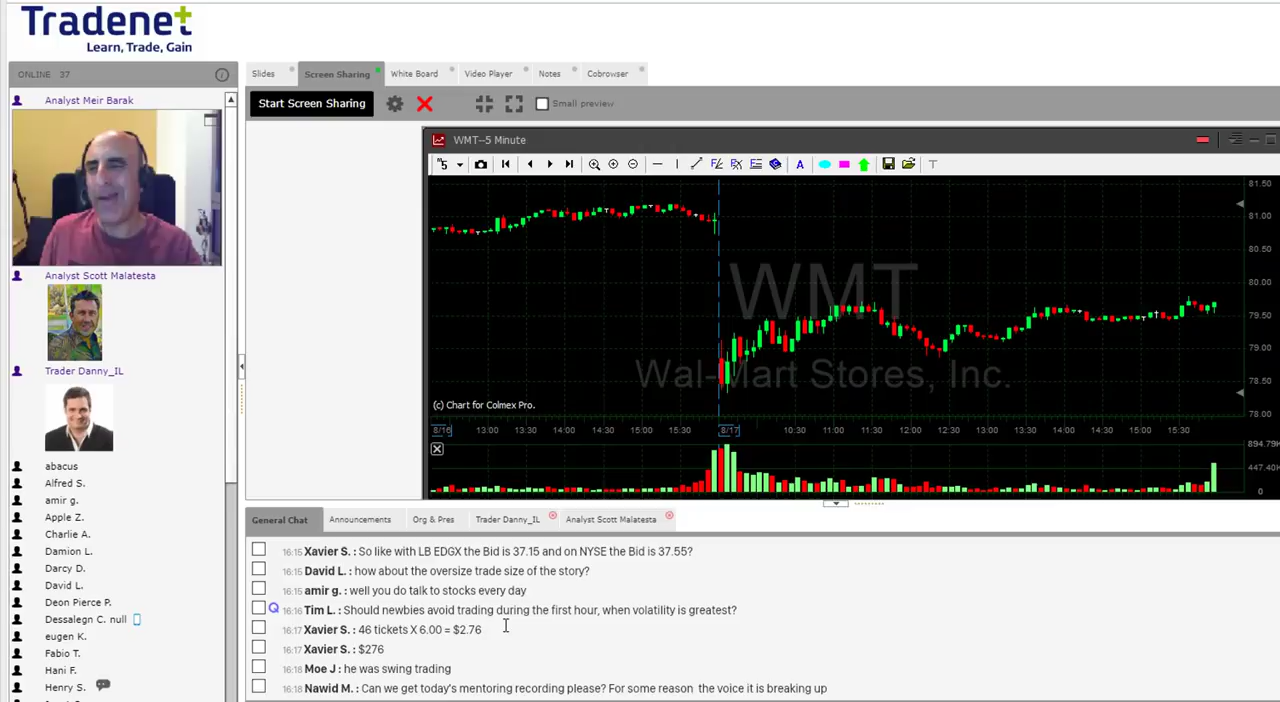 Tradenet
Learn, Trade, Gain
ONLINE 37
Slides
Screen Sharing
White Board
Video Player
Notes
Cobrowser
Start Screen Sharing
Small preview
Analyst Meir Barak
Analyst Scott Malatesta
Trader Danny_IL
abacus
Alfred S.
amir g.
Apple Z.
Charlie A.
Damion L.
Darcy D.
David L.
Deon Pierce P.
Dessalegn C. null
eugen K.
Fabio T.
Hani F.
Henry S.
WMT--5 Minute
5
A
T
WMT
Wal-Mart Stores, Inc.
(c) Chart for Colmex Pro.
81.50
81.00
80.50
80.00
79.50
79.00
78.50
78.00
8/16 13:00 13:30 14:00 14:30 15:00 15:30 8/17 10:30 11:00 11:30 12:00 12:30 13:00 13:30 14:00 14:30 15:00 15:30
894.79K
447.40K
0
General Chat
Announcements
Org & Pres
Trader Danny_IL
Analyst Scott Malatesta
16:15 Xavier S. : So like with LB EDGX the Bid is 37.15 and on NYSE the Bid is 37.55?
16:15 David L. : how about the oversize trade size of the story?
16:15 amir g. : well you do talk to stocks every day
Q 16:16 Tim L. : Should newbies avoid trading during the first hour, when volatility is greatest?
16:17 Xavier S. : 46 tickets X 6.00 = $2.76
16:17 Xavier S. : $276
16:18 Moe J : he was swing trading
16:18 Nawid M. : Can we get today's mentoring recording please? For some reason the voice it is breaking up